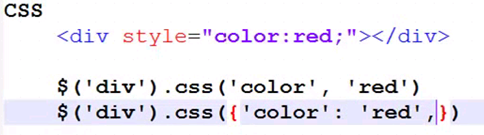 CSS
<div style="color:red;"></div>
$('div').css('color', 'red')
$('div').css({'color': 'red',})